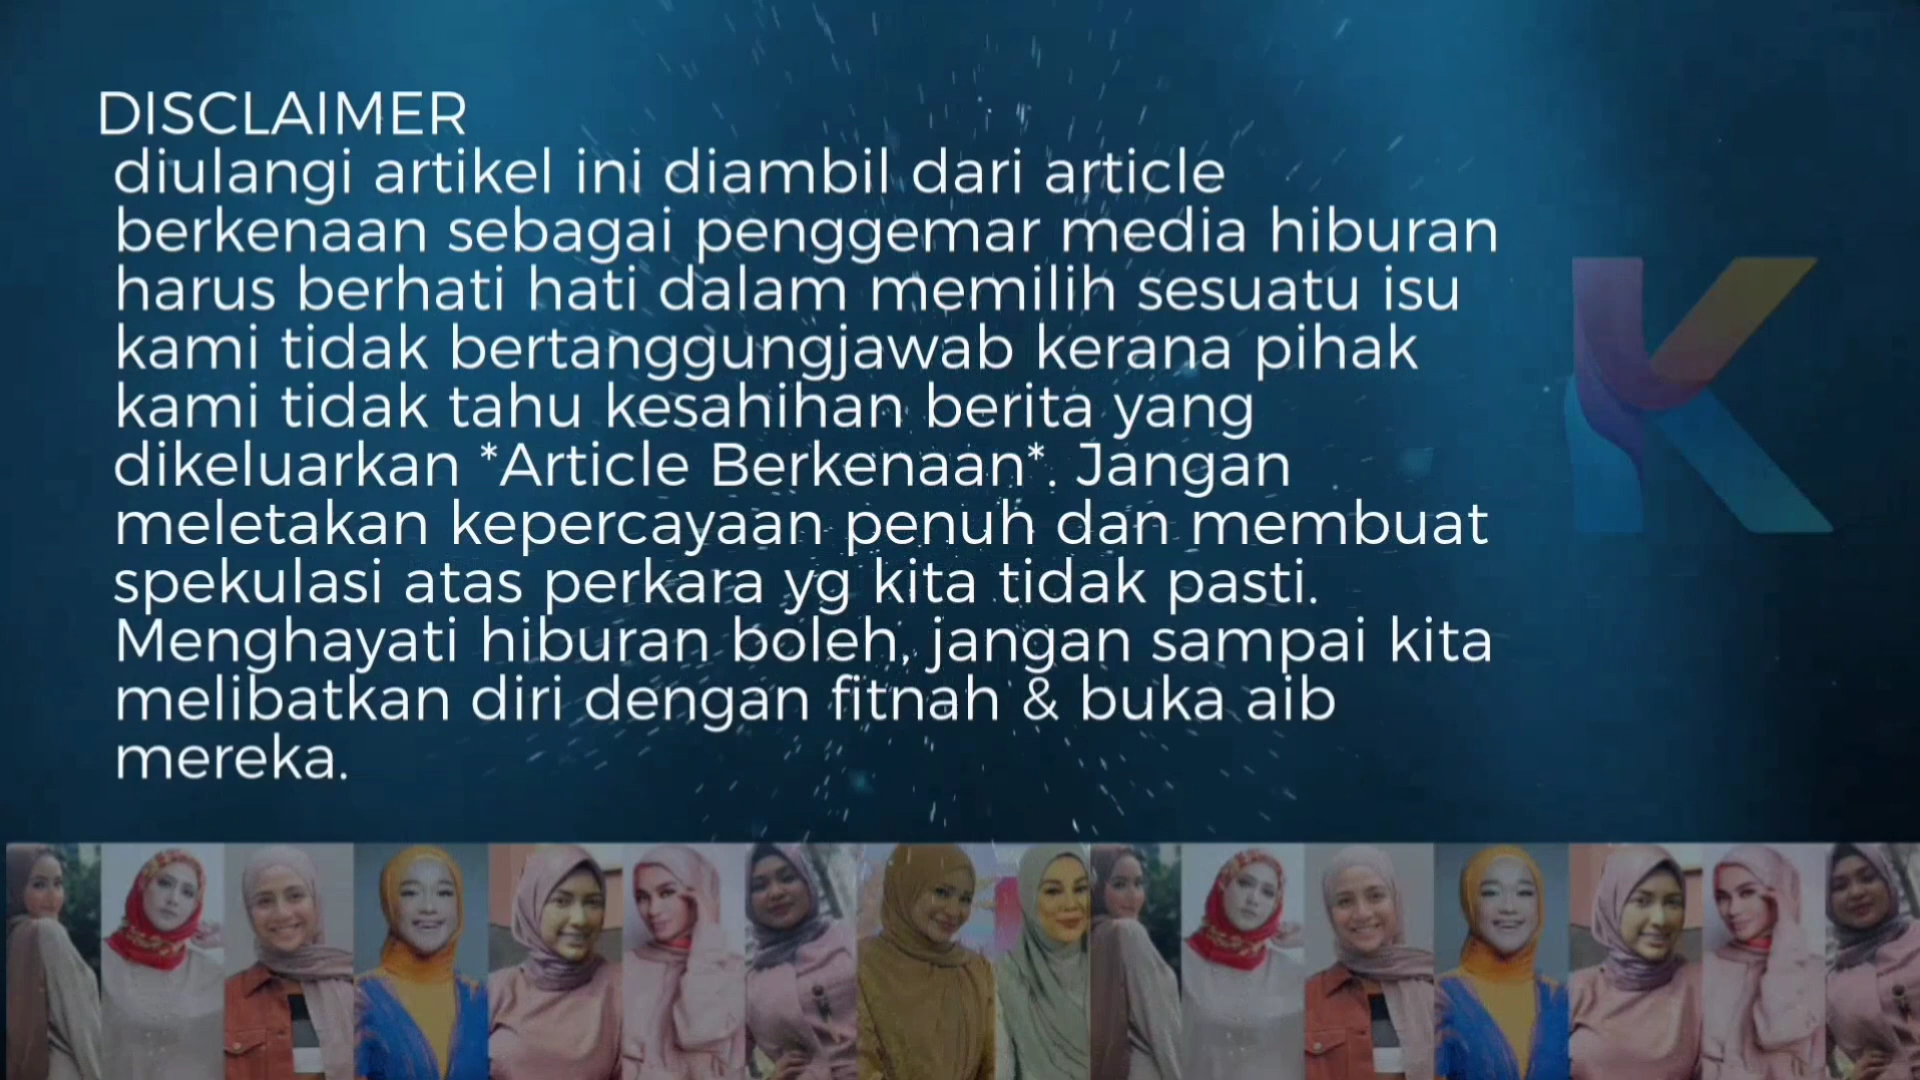 DISCLAIMER
diulangi artikel ini diambil dari article
berkenaan sebagai penggemar media hiburan
harus berhati hati dalam memilih sesuatu isu
kami tidak bertanggungjawab kerana pihak
kami tidak tahu kesahihan berita yang
dikeluarkan *Article Berkenaan*. Jangan
meletakan kepercayaan penuh dan membuat
spekulasi atas perkara yg kita tidak pasti.
Menghayati hiburan boleh, jangan sampai kita
melibatkan diri dengan fitnah & buka aib
mereka.
K